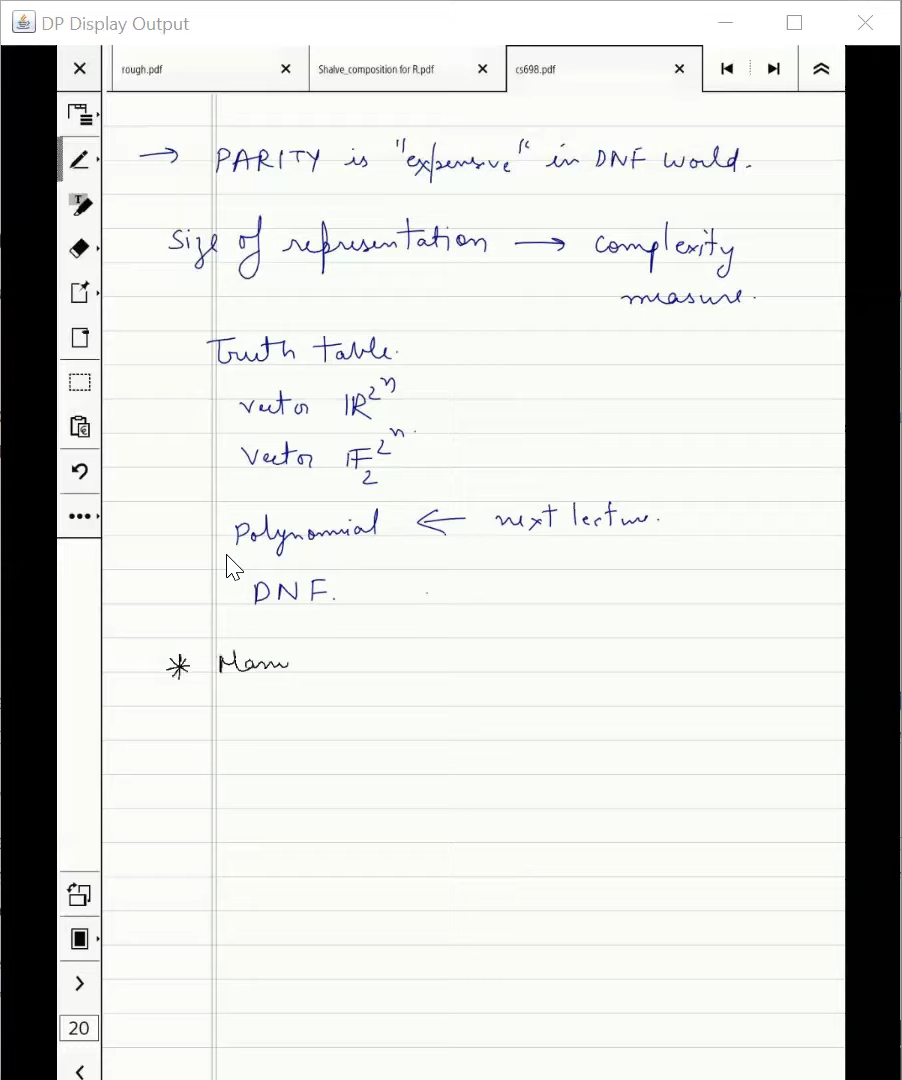 DP Display Output
rough.pdf
Shalve_composition for R.pdf
cs698.pdf
→ PARITY is "expensive" in DNF world.
Size of representation → complexity
measure.
Truth table.
vector ℝ^2^n
Vector 𝔽_2^2^n.
polynomial ← next lecture.
DNF.
* Mam
20